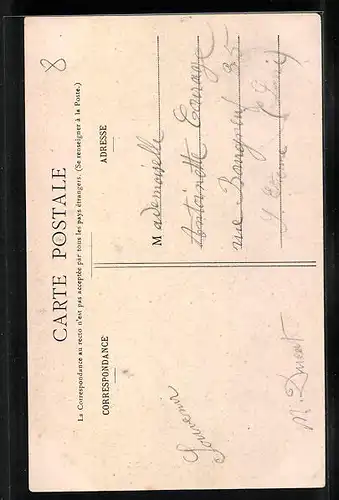 CARTE POSTALE
La Correspondance au recto n'est pas acceptée par tous les pays étrangers. (Se renseigner à la Poste.)
CORRESPONDANCE
ADRESSE
Souvenir
Mademoiselle
Antoinette
rue 35
8